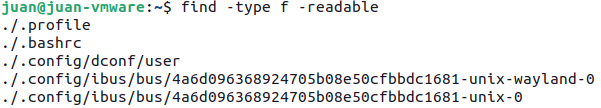 juan@juan-vmware:~$ find -type f -readable
./.profile
./.bashrc
./.config/dconf/user
./.config/ibus/bus/4a6d096368924705b08e50cfbbdc1681-unix-wayland-0
./.config/ibus/bus/4a6d096368924705b08e50cfbbdc1681-unix-0